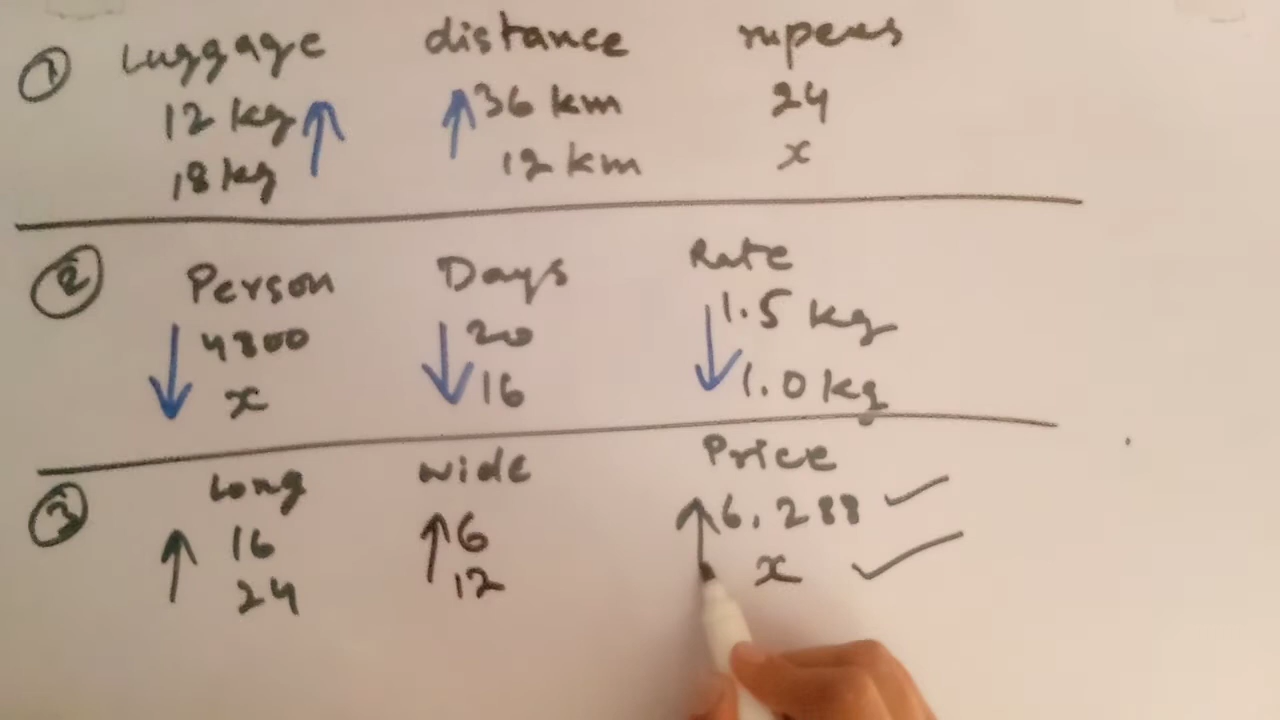 ① Luggage distance rupees
12 kg ↑ ↑ 36 km 24
18 kg 12 km x
② Person Days Rate
4800 20 1.5 kg
↓ x ↓ 16 ↓ 1.0 kg
③ Long wide Price
↑ 16 ↑ 6 ↑ 6,288 ✓
24 12 x ✓